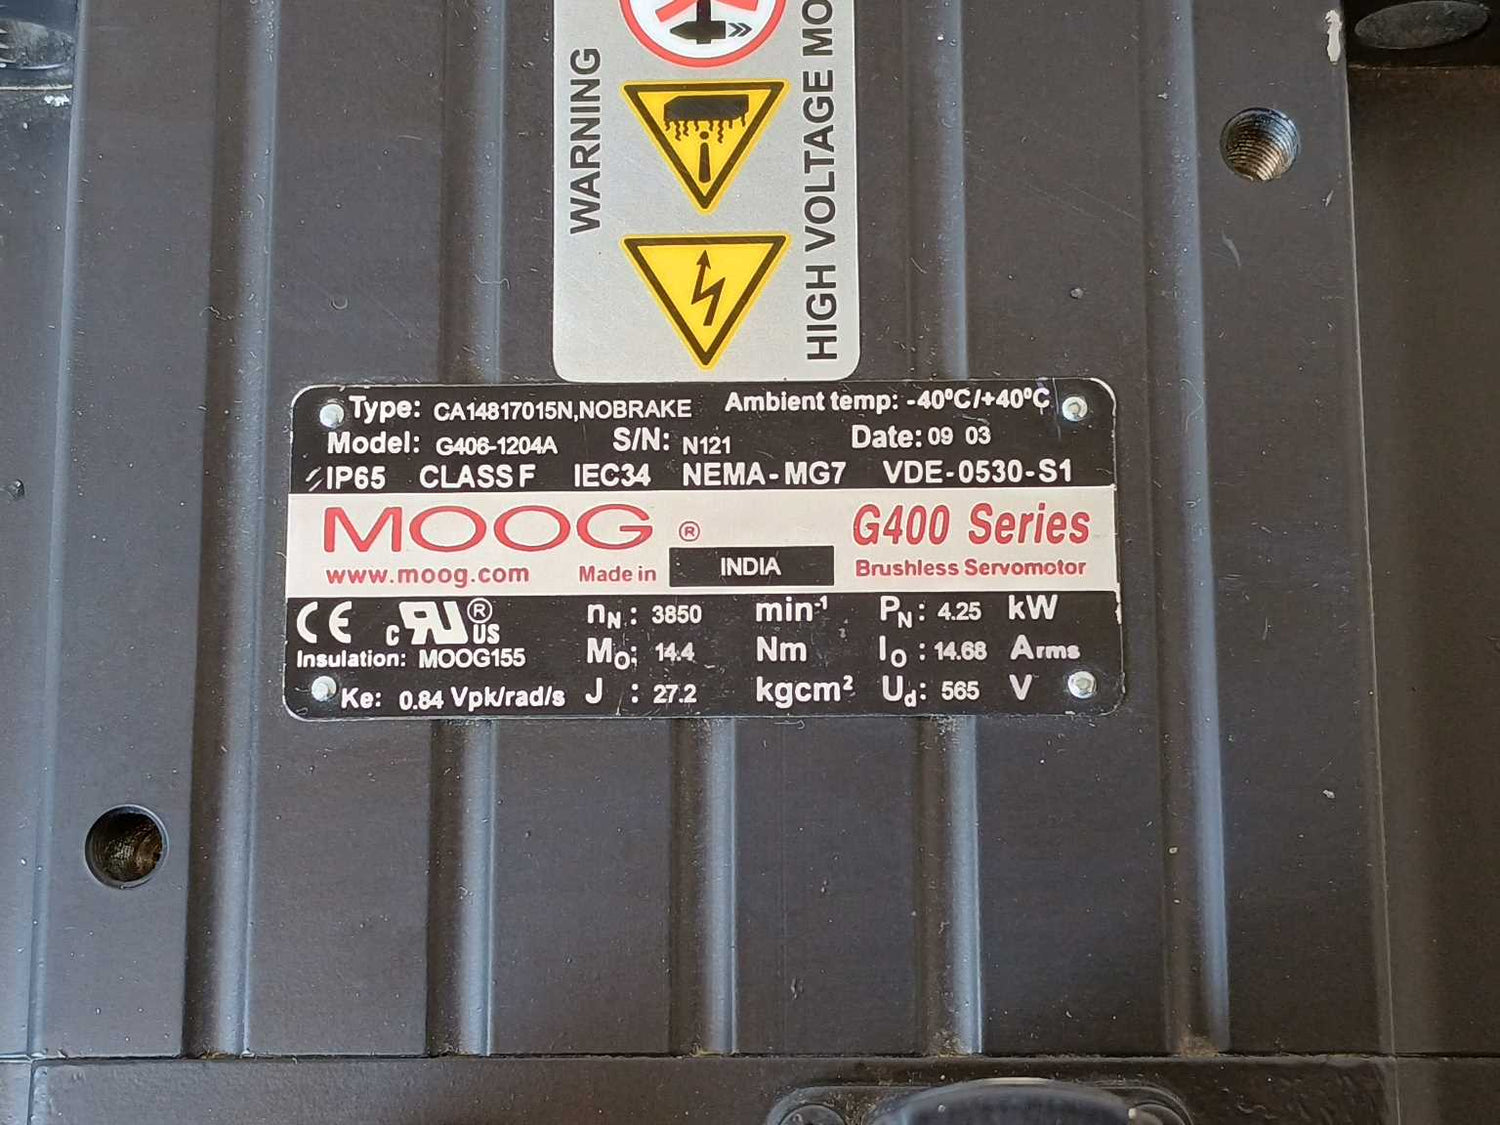 WARNING
HIGH VOLTAGE MO
Type: CA14817015N,NOBRAKE Ambient temp: -40ºC/+40ºC
Model: G406-1204A S/N: N121 Date: 09 03
IP65 CLASS F IEC34 NEMA-MG7 VDE-0530-S1
MOOG ® G400 Series
www.moog.com Made in INDIA Brushless Servomotor
CE c RU ® US nN : 3850 min-1 PN : 4.25 kW
Insulation: MOOG155 MO: 14.4 Nm IO : 14.68 Arms
Ke: 0.84 Vpk/rad/s J : 27.2 kgcm² Ud: 565 V